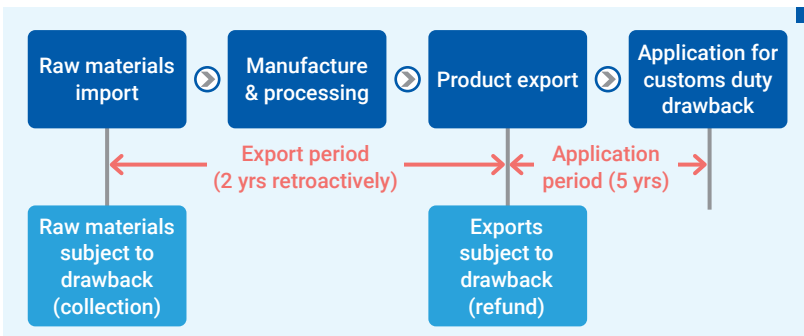 Raw materials
import
Manufacture
& processing
Product export
Application for
customs duty
drawback
Export period
(2 yrs retroactively)
Application
period (5 yrs)
Raw materials
subject to
drawback
(collection)
Exports
subject to
drawback
(refund)